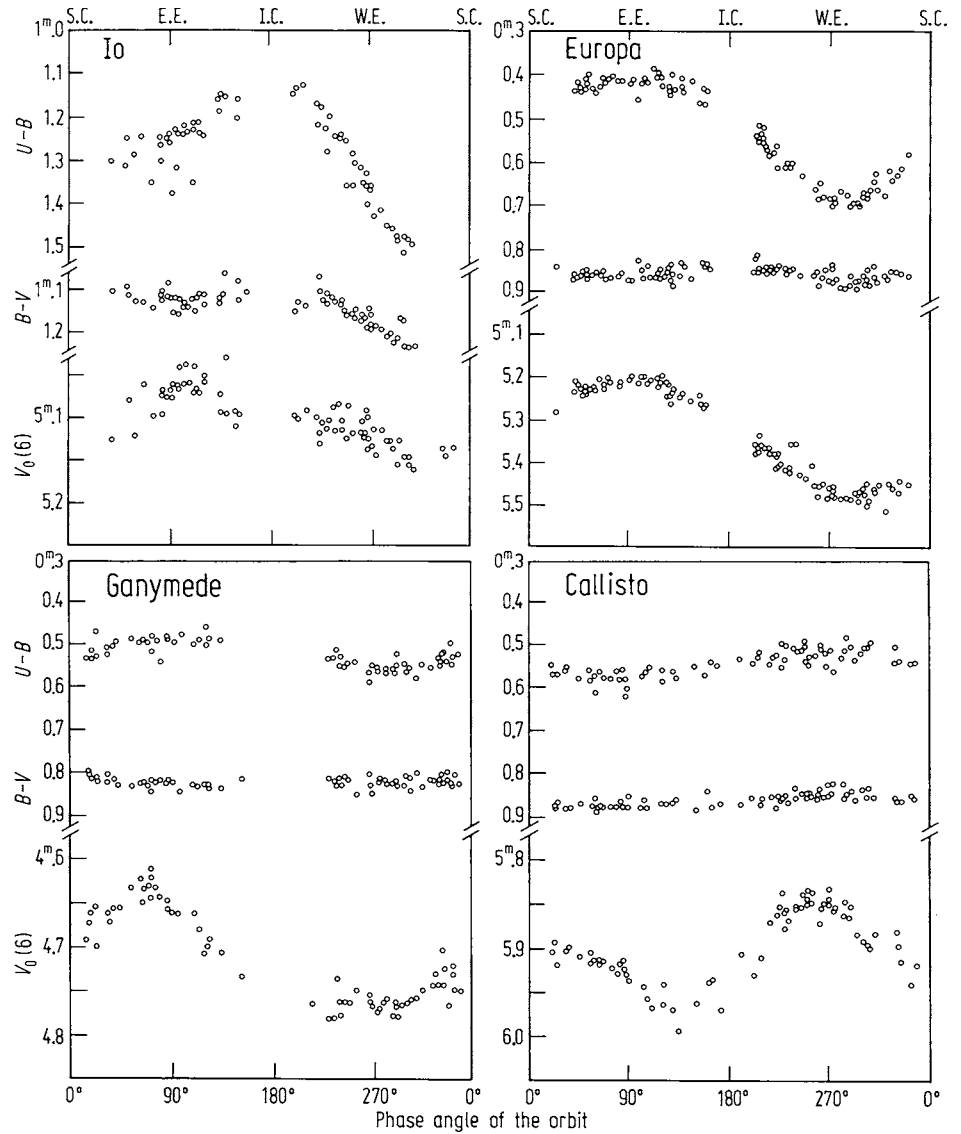 S.C. E.E. I.C. W.E. S.C.
S.C. E.E. I.C. W.E. S.C.
Io
1ᵐ.0
1.1
1.2
1.3
1.4
1.5
U-B
1ᵐ.1
1.2
B-V
5ᵐ.1
5.2
V₀(6)
Europa
0ᵐ.3
0.4
0.5
0.6
0.7
0.8
0.9
5ᵐ.1
5.2
5.3
5.4
5.5
Ganymede
0ᵐ.3
0.4
0.5
0.6
0.7
0.8
0.9
U-B
B-V
4ᵐ.6
4.7
4.8
V₀(6)
0° 90° 180° 270° 0°
Callisto
0ᵐ.3
0.4
0.5
0.6
0.7
0.8
0.9
5ᵐ.8
5.9
6.0
0° 90° 180° 270° 0°
Phase angle of the orbit